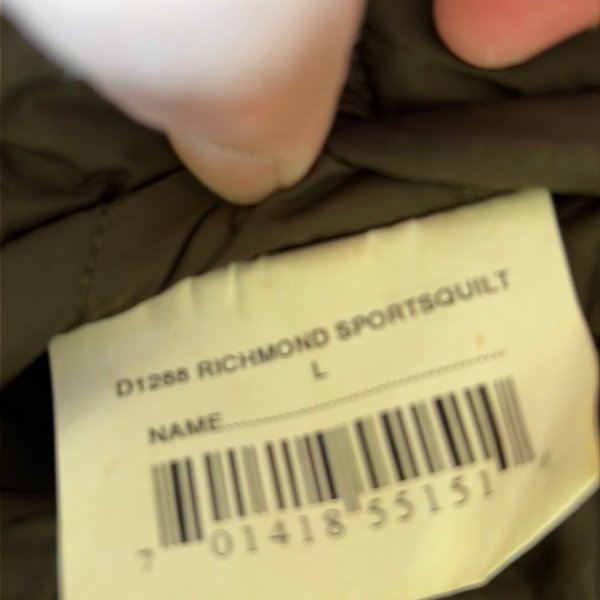 D1288 RICHMOND SPORTSQUILT
L
NAME
7 01418 55151